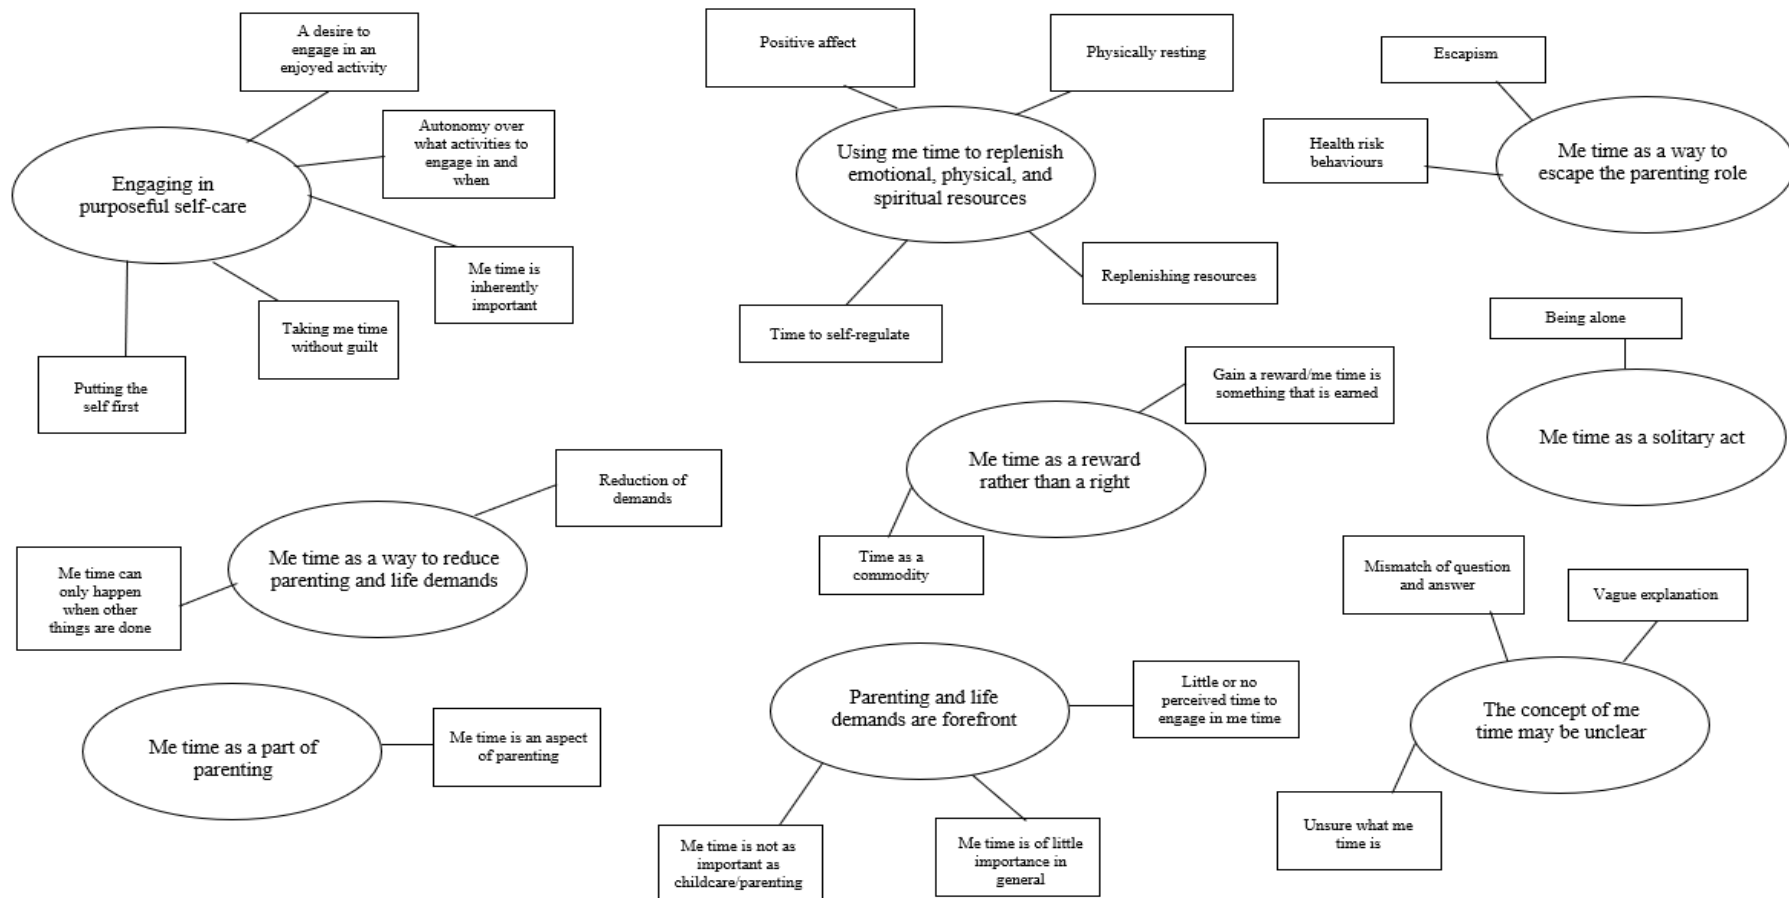 A desire to
engage in an
enjoyed activity
Autonomy over
what activities to
engage in and
when
Engaging in
purposeful self-care
Me time is
inherently
important
Taking me time
without guilt
Putting the
self first
Positive affect
Physically resting
Using me time to replenish
emotional, physical, and
spiritual resources
Replenishing resources
Time to self-regulate
Escapism
Health risk
behaviours
Me time as a way to
escape the parenting role
Being alone
Me time as a solitary act
Gain a reward/me time is
something that is earned
Me time as a reward
rather than a right
Time as a
commodity
Reduction of
demands
Me time as a way to reduce
parenting and life demands
Me time can
only happen
when other
things are done
Mismatch of question
and answer
Vague explanation
The concept of me
time may be unclear
Unsure what me
time is
Me time as a part of
parenting
Me time is an aspect
of parenting
Parenting and life
demands are forefront
Little or no
perceived time to
engage in me time
Me time is not as
important as
childcare/parenting
Me time is of little
importance in
general